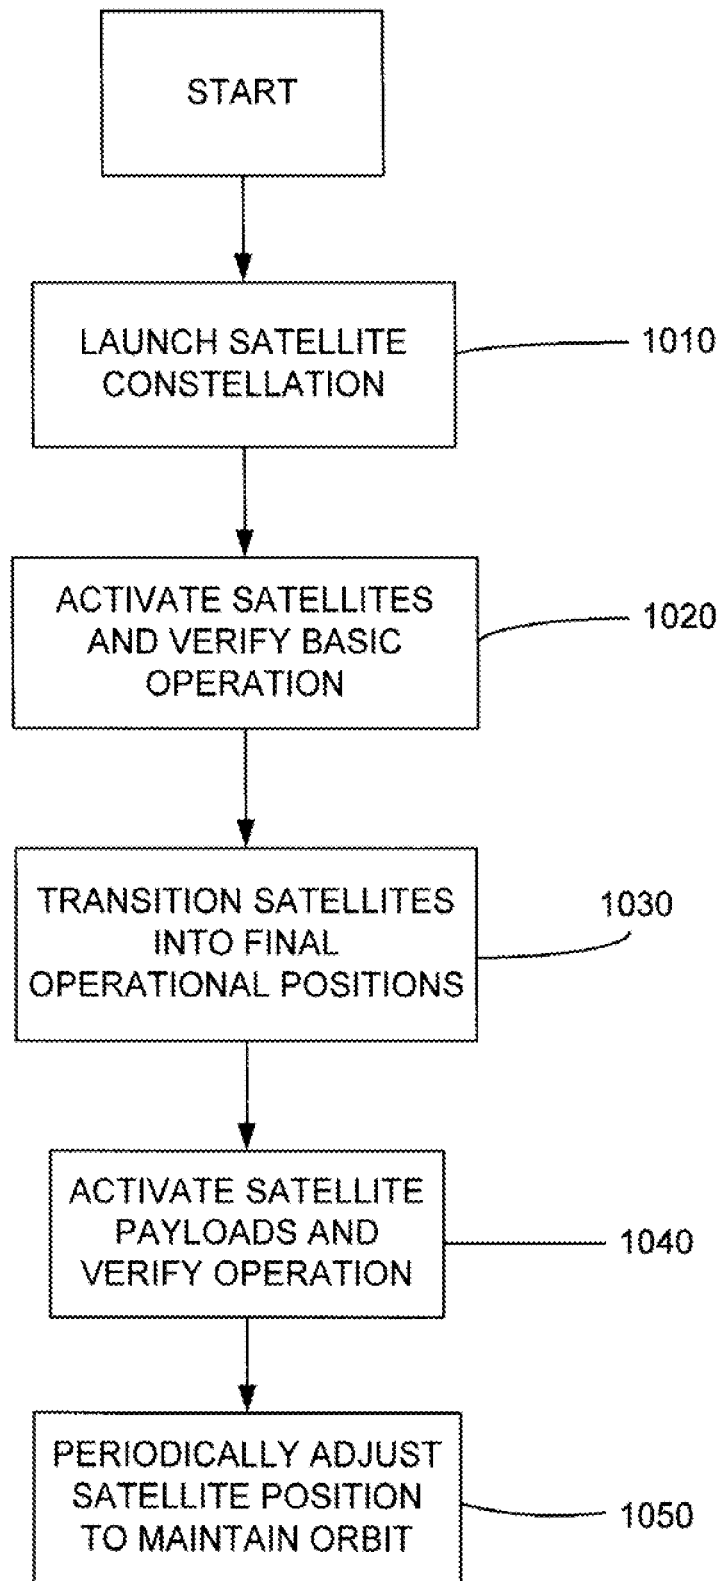 START
LAUNCH SATELLITE
CONSTELLATION
1010
ACTIVATE SATELLITES
AND VERIFY BASIC
OPERATION
1020
TRANSITION SATELLITES
INTO FINAL
OPERATIONAL POSITIONS
1030
ACTIVATE SATELLITE
PAYLOADS AND
VERIFY OPERATION
1040
PERIODICALLY ADJUST
SATELLITE POSITION
TO MAINTAIN ORBIT
1050